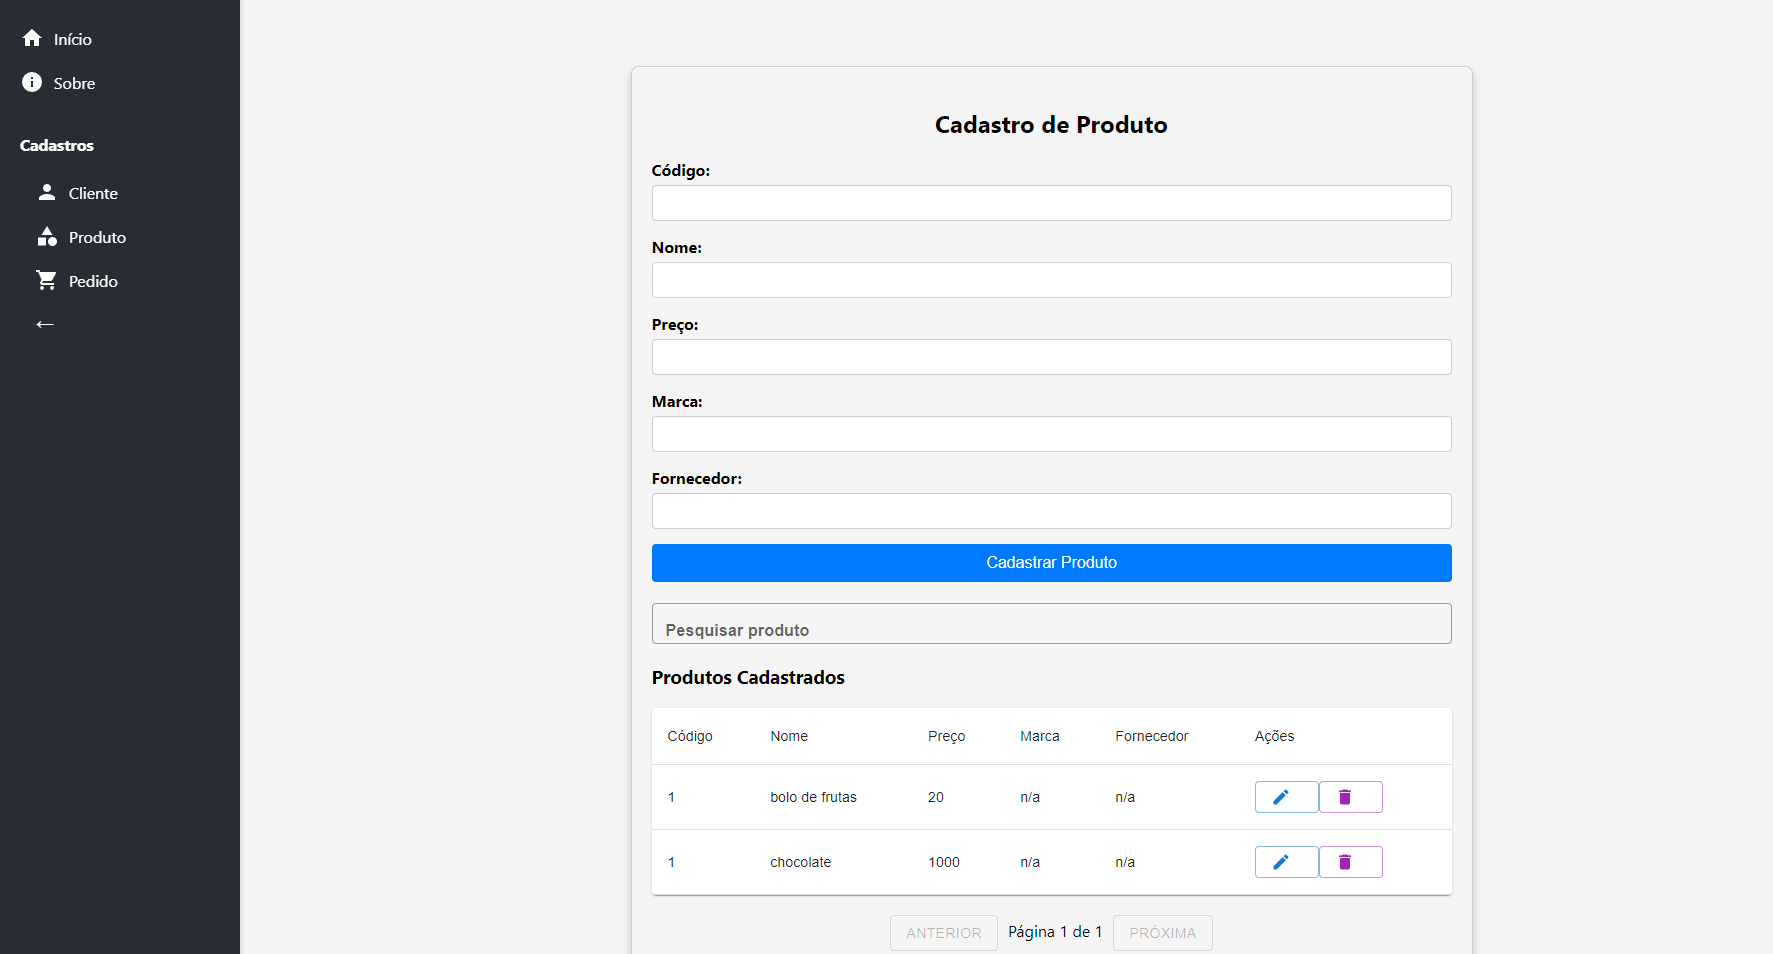 Início
Sobre
Cadastros
Cliente
Produto
Pedido
←
Cadastro de Produto
Código:
Nome:
Preço:
Marca:
Fornecedor:
Cadastrar Produto
Pesquisar produto
Produtos Cadastrados
Código Nome Preço Marca Fornecedor Ações
1 bolo de frutas 20 n/a n/a
1 chocolate 1000 n/a n/a
ANTERIOR Página 1 de 1 PRÓXIMA